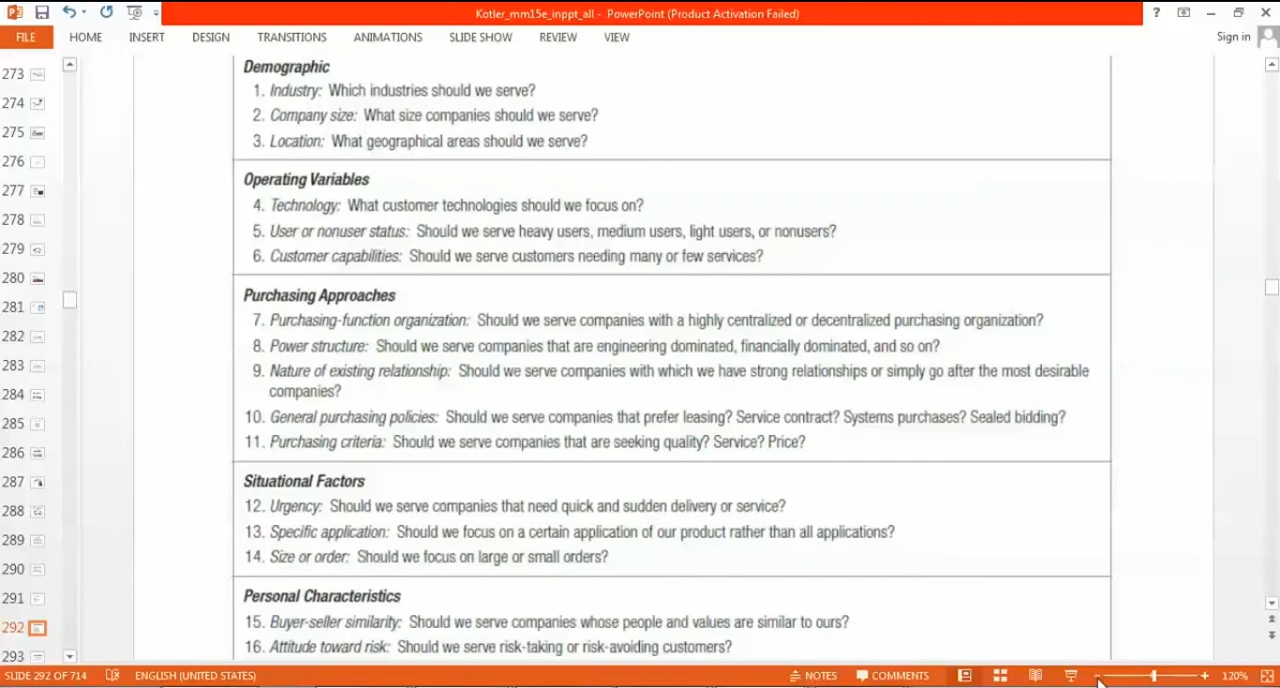 Kotler_mm15e_inppt_all - PowerPoint (Product Activation Failed)
FILE HOME INSERT DESIGN TRANSITIONS ANIMATIONS SLIDE SHOW REVIEW VIEW Sign in
273
274
275
276
277
278
279
280
281
282
283
284
285
286
287
288
289
290
291
292
293
Demographic
1. Industry: Which industries should we serve?
2. Company size: What size companies should we serve?
3. Location: What geographical areas should we serve?
Operating Variables
4. Technology: What customer technologies should we focus on?
5. User or nonuser status: Should we serve heavy users, medium users, light users, or nonusers?
6. Customer capabilities: Should we serve customers needing many or few services?
Purchasing Approaches
7. Purchasing-function organization: Should we serve companies with a highly centralized or decentralized purchasing organization?
8. Power structure: Should we serve companies that are engineering dominated, financially dominated, and so on?
9. Nature of existing relationship: Should we serve companies with which we have strong relationships or simply go after the most desirable
companies?
10. General purchasing policies: Should we serve companies that prefer leasing? Service contract? Systems purchases? Sealed bidding?
11. Purchasing criteria: Should we serve companies that are seeking quality? Service? Price?
Situational Factors
12. Urgency: Should we serve companies that need quick and sudden delivery or service?
13. Specific application: Should we focus on a certain application of our product rather than all applications?
14. Size or order: Should we focus on large or small orders?
Personal Characteristics
15. Buyer-seller similarity: Should we serve companies whose people and values are similar to ours?
16. Attitude toward risk: Should we serve risk-taking or risk-avoiding customers?
SLIDE 292 OF 714 ENGLISH (UNITED STATES) NOTES COMMENTS 120%